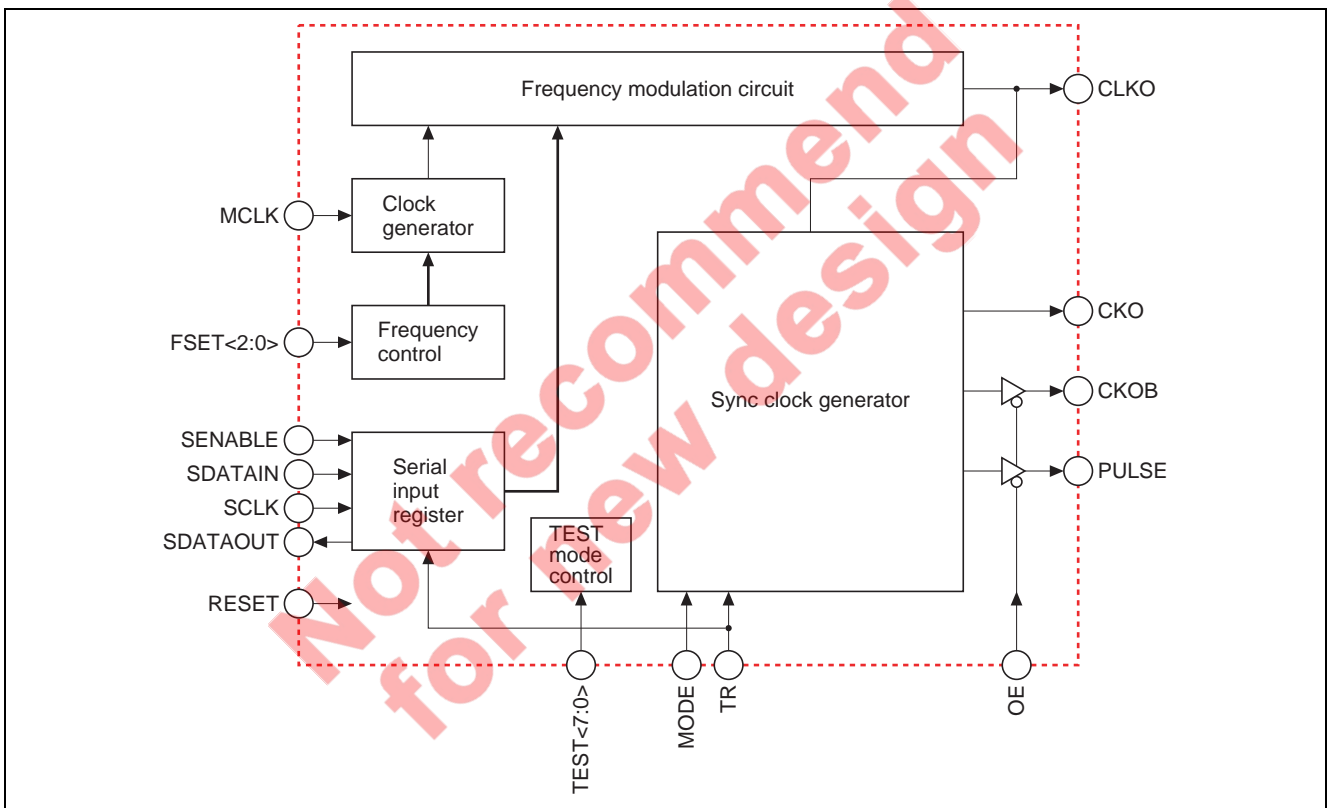 Frequency modulation circuit
CLKO
MCLK
Clock
generator
FSET<2:0>
Frequency
control
CKO
Sync clock generator
CKOB
SENABLE
SDATAIN
SCLK
SDATAOUT
Serial
input
register
PULSE
TEST
mode
control
RESET
TEST<7:0>
MODE
TR
OE
Not recommend
for new design